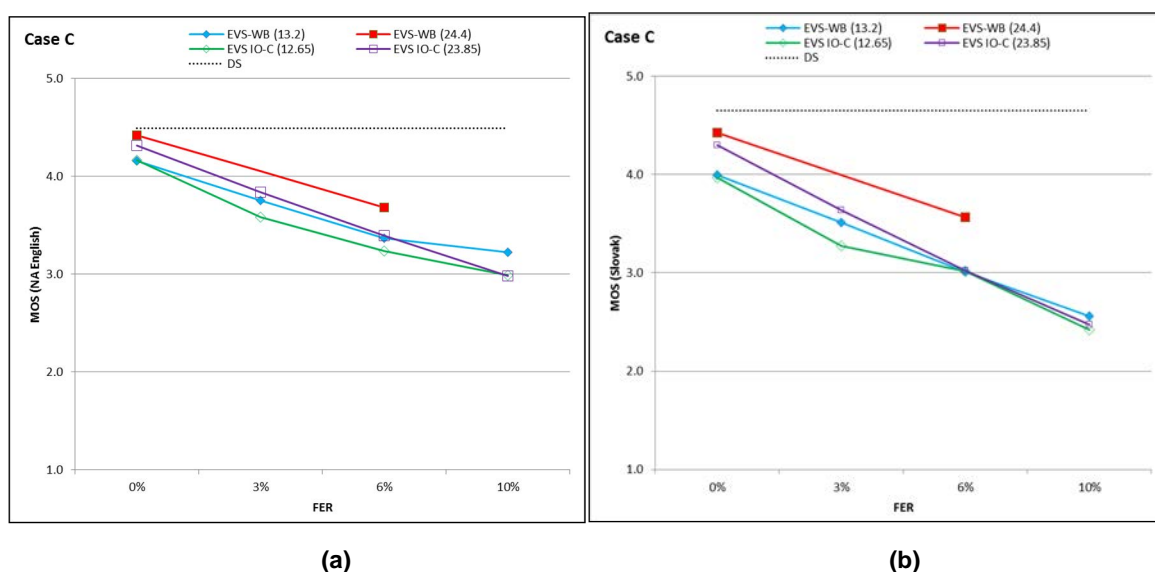 Case C
EVS-WB (13.2) EVS-WB (24.4)
EVS IO-C (12.65) EVS IO-C (23.85)
DS
5.0
4.0
3.0
2.0
1.0
MOS (NA English)
0% 3% 6% 10%
FER
(a)
Case C
EVS-WB (13.2) EVS-WB (24.4)
EVS IO-C (12.65) EVS IO-C (23.85)
DS
5.0
4.0
3.0
2.0
1.0
MOS (Slovak)
0% 3% 6% 10%
FER
(b)